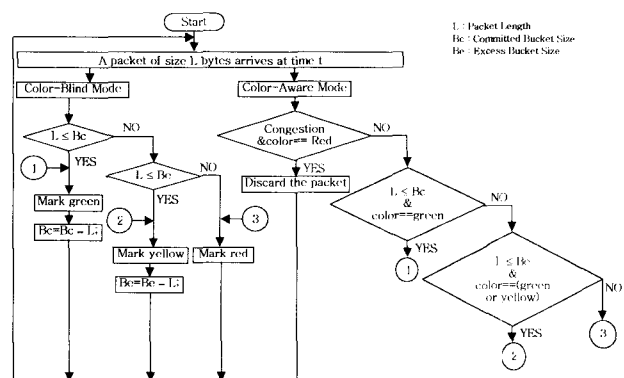 Start
L : Packet Length
Bc : Committed Bucket Size
Be : Excess Bucket Size
A packet of size L bytes arrives at time t
Color-Blind Mode
Color-Aware Mode
L ≤ Bc
NO
YES
1
Mark green
Bc=Bc - L;
L ≤ Be
NO
YES
2
Mark yellow
Be=Be - L;
3
Mark red
Congestion
&color== Red
NO
YES
Discard the packet
L ≤ Bc
&
color==green
NO
YES
1
L ≤ Be
&
color==(green
or yellow)
NO
YES
2
3